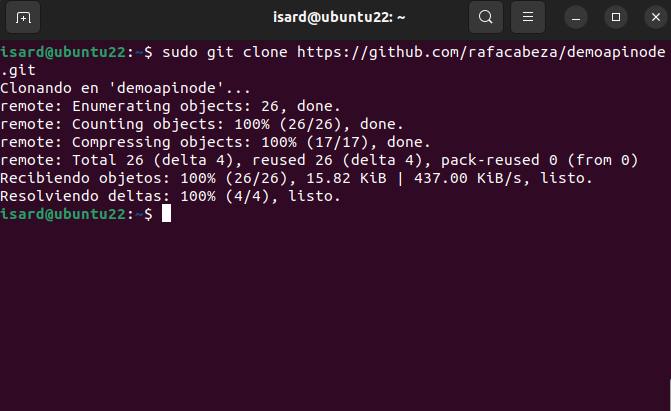 isard@ubuntu22: ~
isard@ubuntu22:~$ sudo git clone https://github.com/rafacabeza/demoapinode
.git
Clonando en 'demoapinode'...
remote: Enumerating objects: 26, done.
remote: Counting objects: 100% (26/26), done.
remote: Compressing objects: 100% (17/17), done.
remote: Total 26 (delta 4), reused 26 (delta 4), pack-reused 0 (from 0)
Recibiendo objetos: 100% (26/26), 15.82 KiB | 437.00 KiB/s, listo.
Resolviendo deltas: 100% (4/4), listo.
isard@ubuntu22:~$